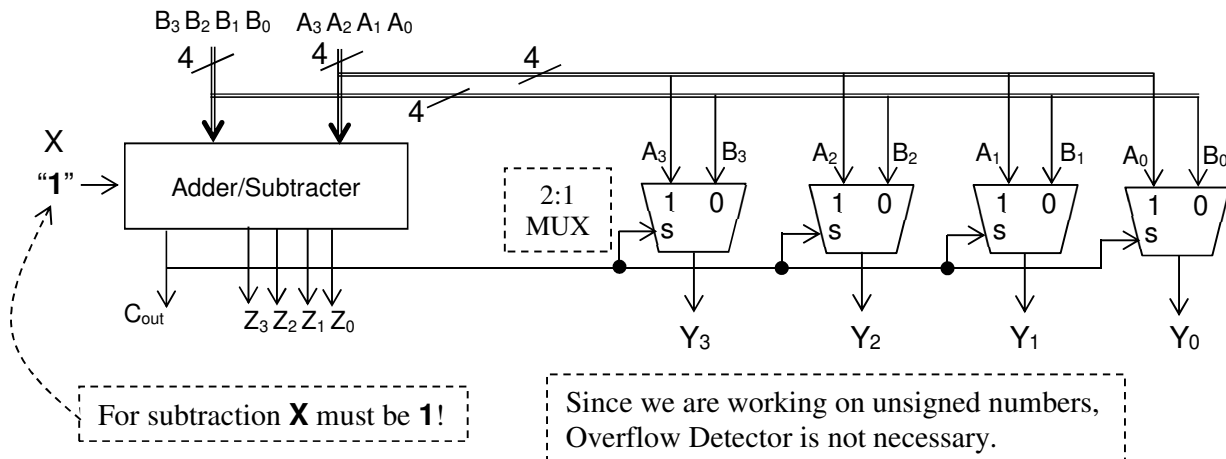 B₃ B₂ B₁ B₀ A₃ A₂ A₁ A₀
4 4 4
4
X
"1"
Adder/Subtracter
2:1
MUX
A₃ B₃ A₂ B₂ A₁ B₁ A₀ B₀
1 0 1 0 1 0 1 0
s s s s
Cout Z₃ Z₂ Z₁ Z₀
Y₃ Y₂ Y₁ Y₀
For subtraction X must be 1!
Since we are working on unsigned numbers,
Overflow Detector is not necessary.